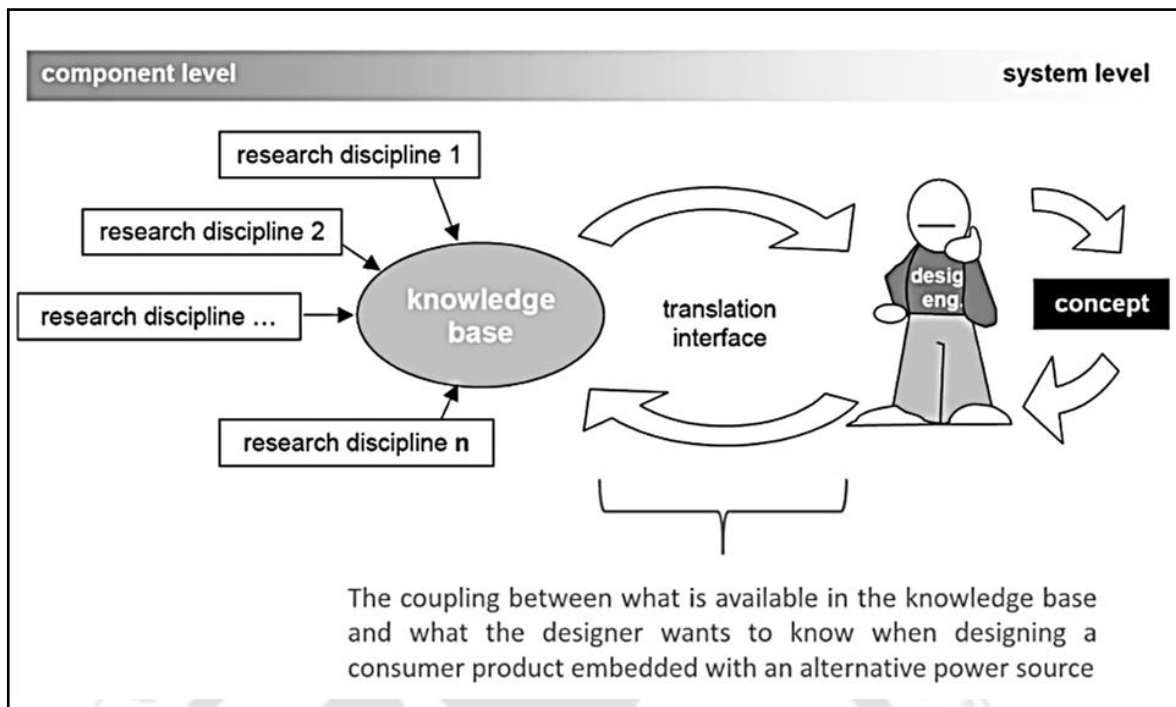 component level
system level
research discipline 1
research discipline 2
research discipline ...
research discipline n
knowledge
base
translation
interface
desig
eng.
concept
The coupling between what is available in the knowledge base
and what the designer wants to know when designing a
consumer product embedded with an alternative power source